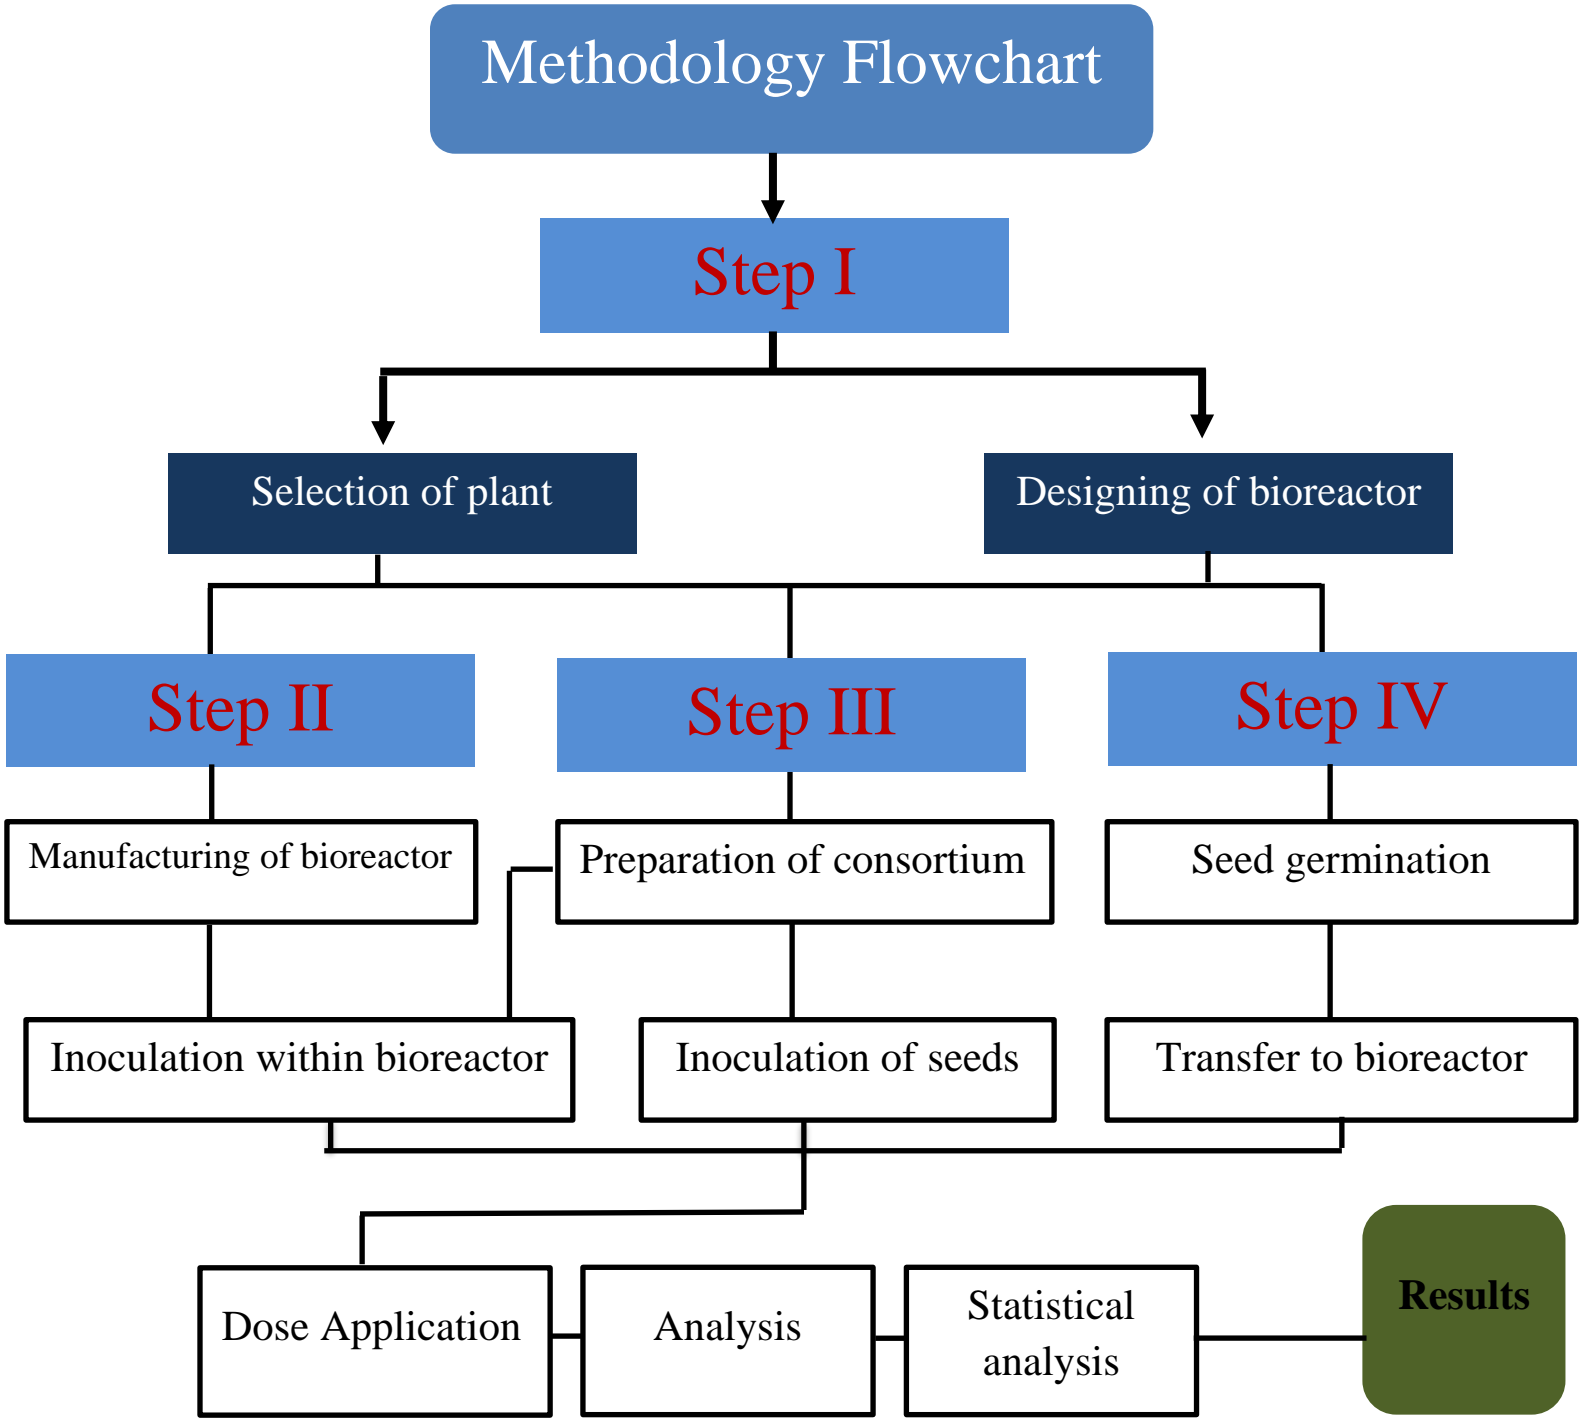 Methodology Flowchart
Step I
Selection of plant
Designing of bioreactor
Step II
Step III
Step IV
Manufacturing of bioreactor
Preparation of consortium
Seed germination
Inoculation within bioreactor
Inoculation of seeds
Transfer to bioreactor
Dose Application
Analysis
Statistical
analysis
Results